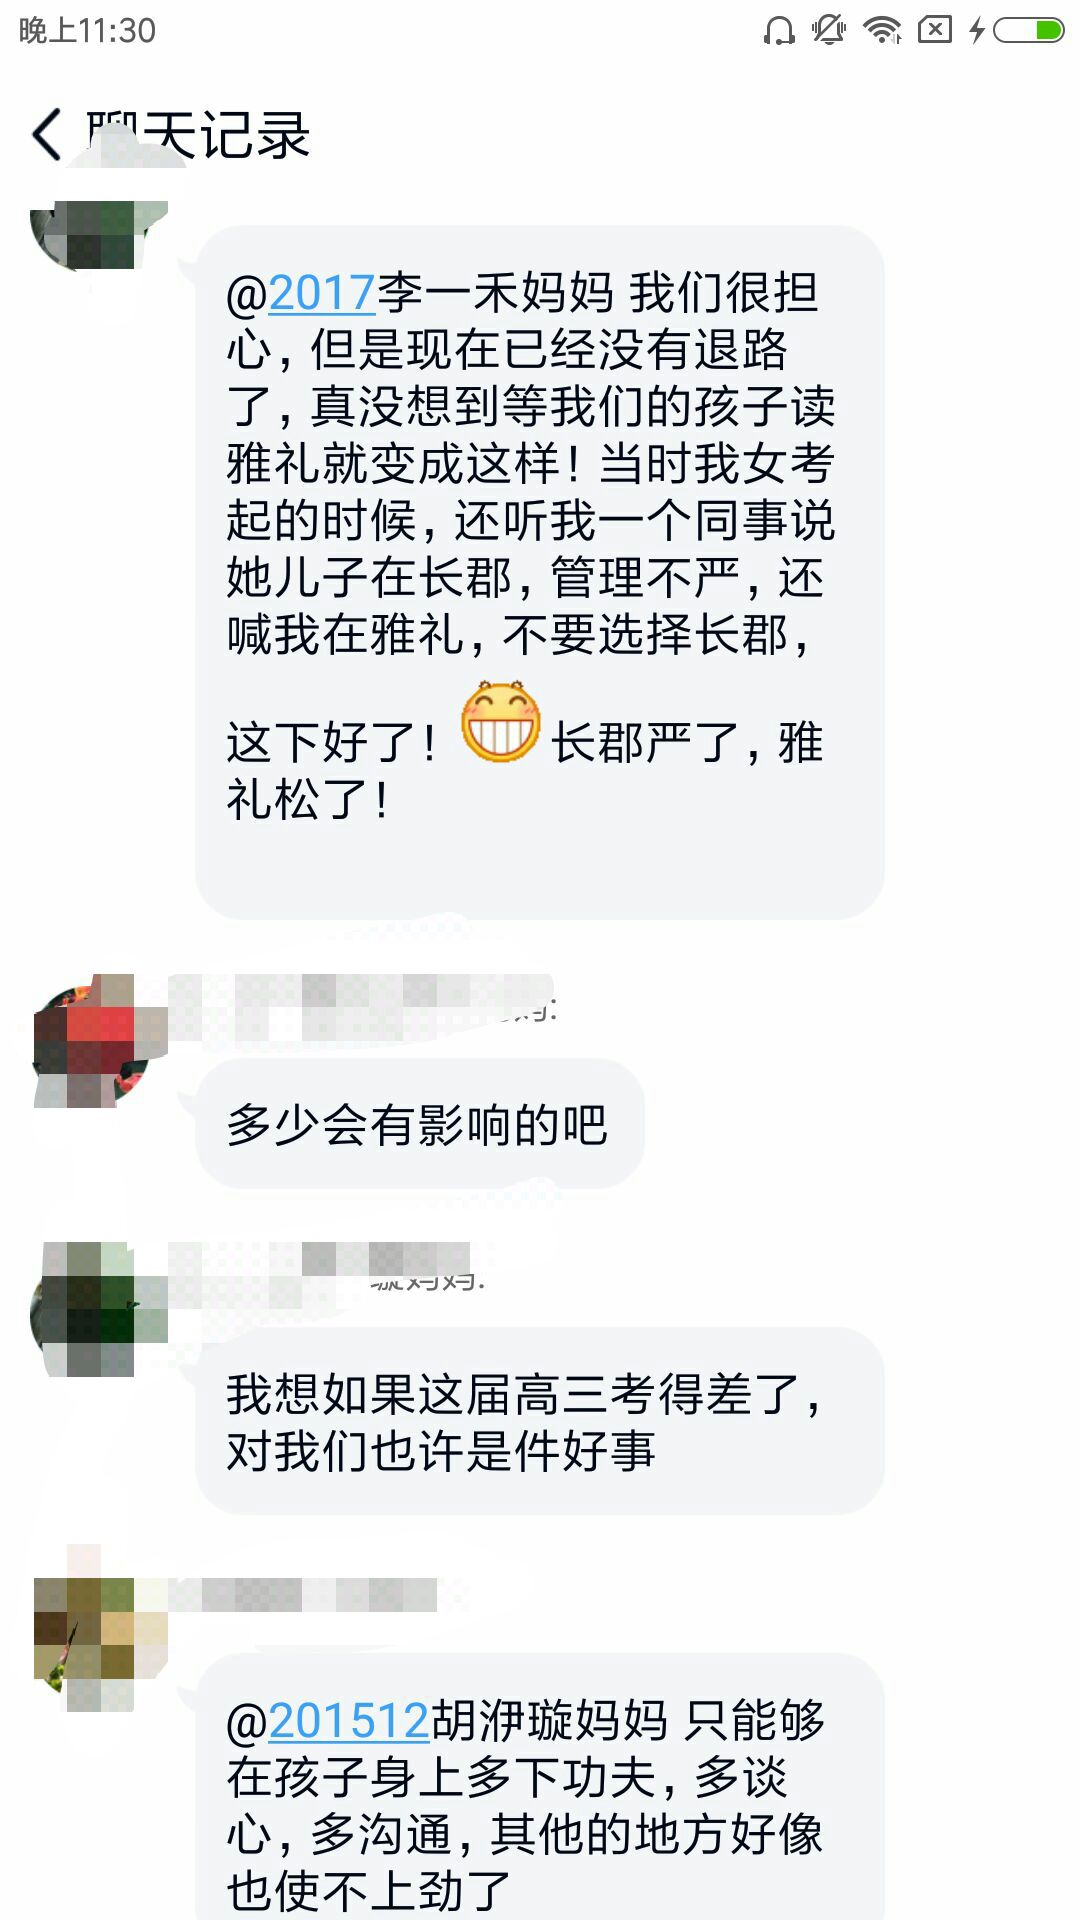 晚上11:30
聊天记录
@2017李一禾妈妈 我们很担
心，但是现在已经没有退路
了，真没想到等我们的孩子读
雅礼就变成这样！当时我女考
起的时候，还听我一个同事说
她儿子在长郡，管理不严，还
喊我在雅礼，不要选择长郡，
这下好了！长郡严了，雅
礼松了！
妈:
多少会有影响的吧
璇妈妈:
我想如果这届高三考得差了，
对我们也许是件好事
@201512胡洢璇妈妈 只能够
在孩子身上多下功夫，多谈
心，多沟通，其他的地方好像
也使不上劲了